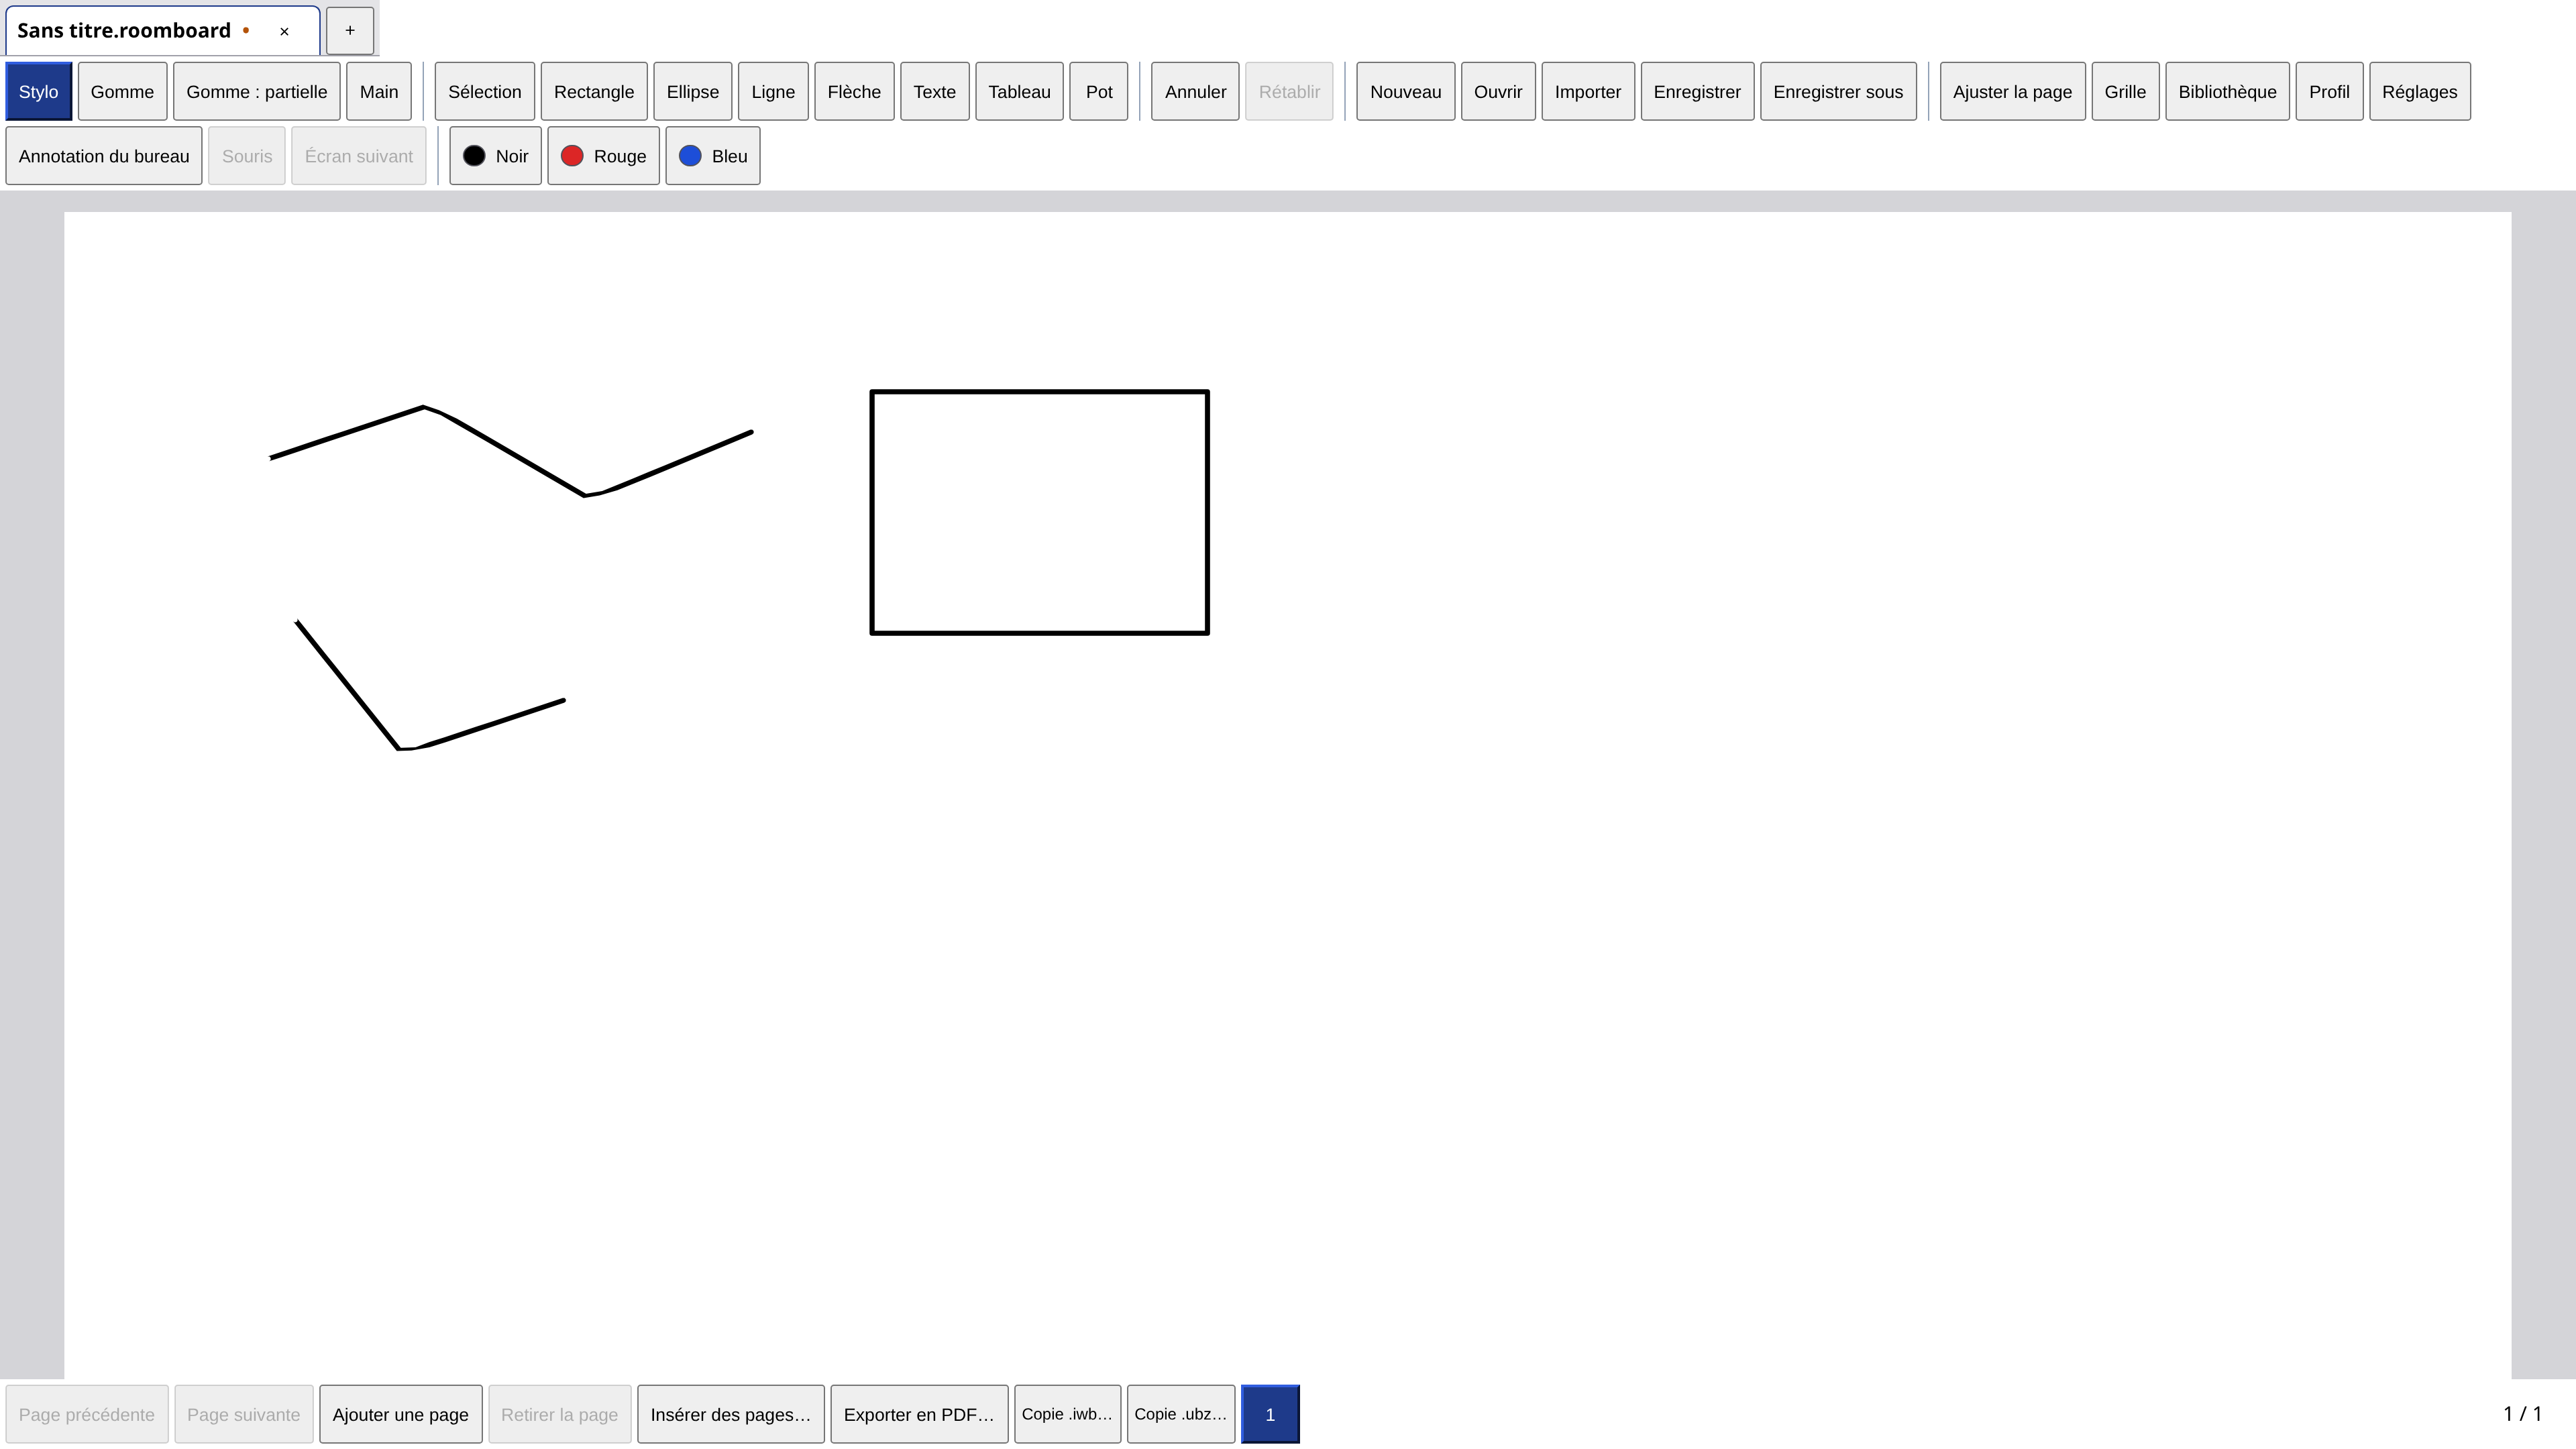 Sans titre.roomboard • × +
Stylo Gomme Gomme : partielle Main Sélection Rectangle Ellipse Ligne Flèche Texte Tableau Pot Annuler Rétablir Nouveau Ouvrir Importer Enregistrer Enregistrer sous Ajuster la page Grille Bibliothèque Profil Réglages
Annotation du bureau Souris Écran suivant Noir Rouge Bleu
Page précédente Page suivante Ajouter une page Retirer la page Insérer des pages… Exporter en PDF… Copie .iwb… Copie .ubz… 1 1 / 1